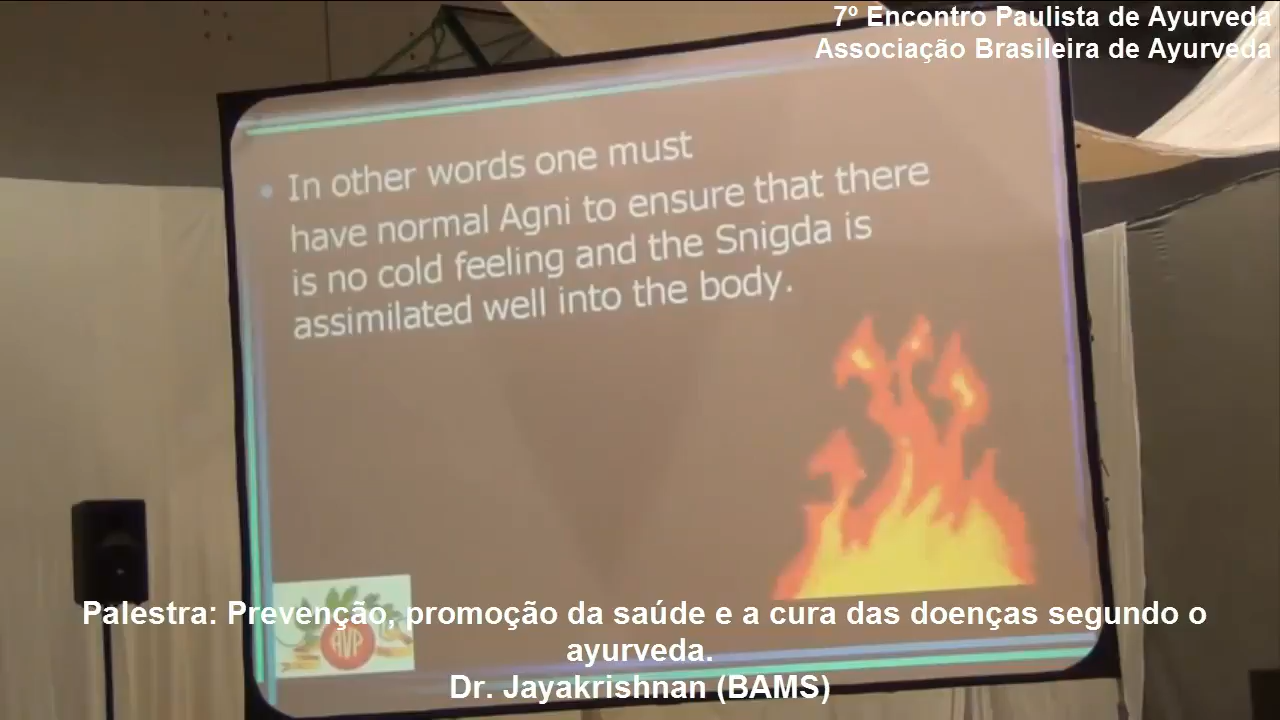 7º Encontro Paulista de Ayurveda
Associação Brasileira de Ayurveda
In other words one must
have normal Agni to ensure that there
is no cold feeling and the Snigda is
assimilated well into the body.
AVP
Palestra: Prevenção, promoção da saúde e a cura das doenças segundo o
ayurveda.
Dr. Jayakrishnan (BAMS)